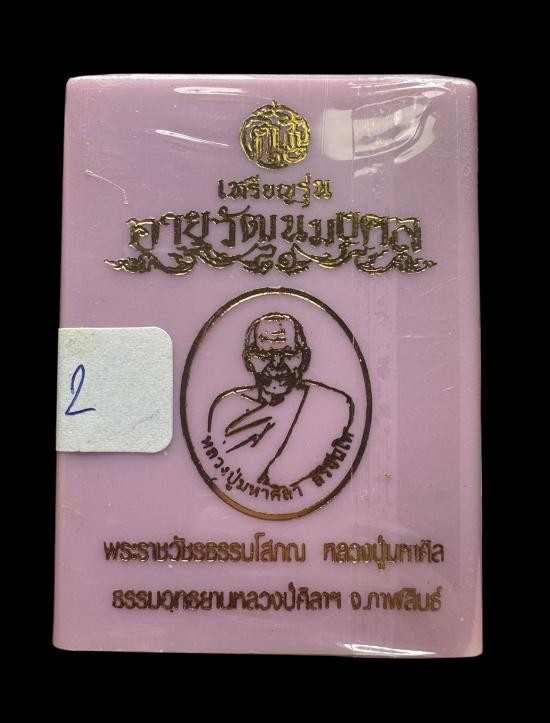 เหรียญรุ่น
อายุวัฒนมงคล
๘๑
2
หลวงปู่มหาศิลา สิริจันโท
พระราชวัชรธรรมโสภณ หลวงปู่มหาศิลา
ธรรมอุทยานหลวงปู่ศิลาฯ จ.กาฬสินธุ์